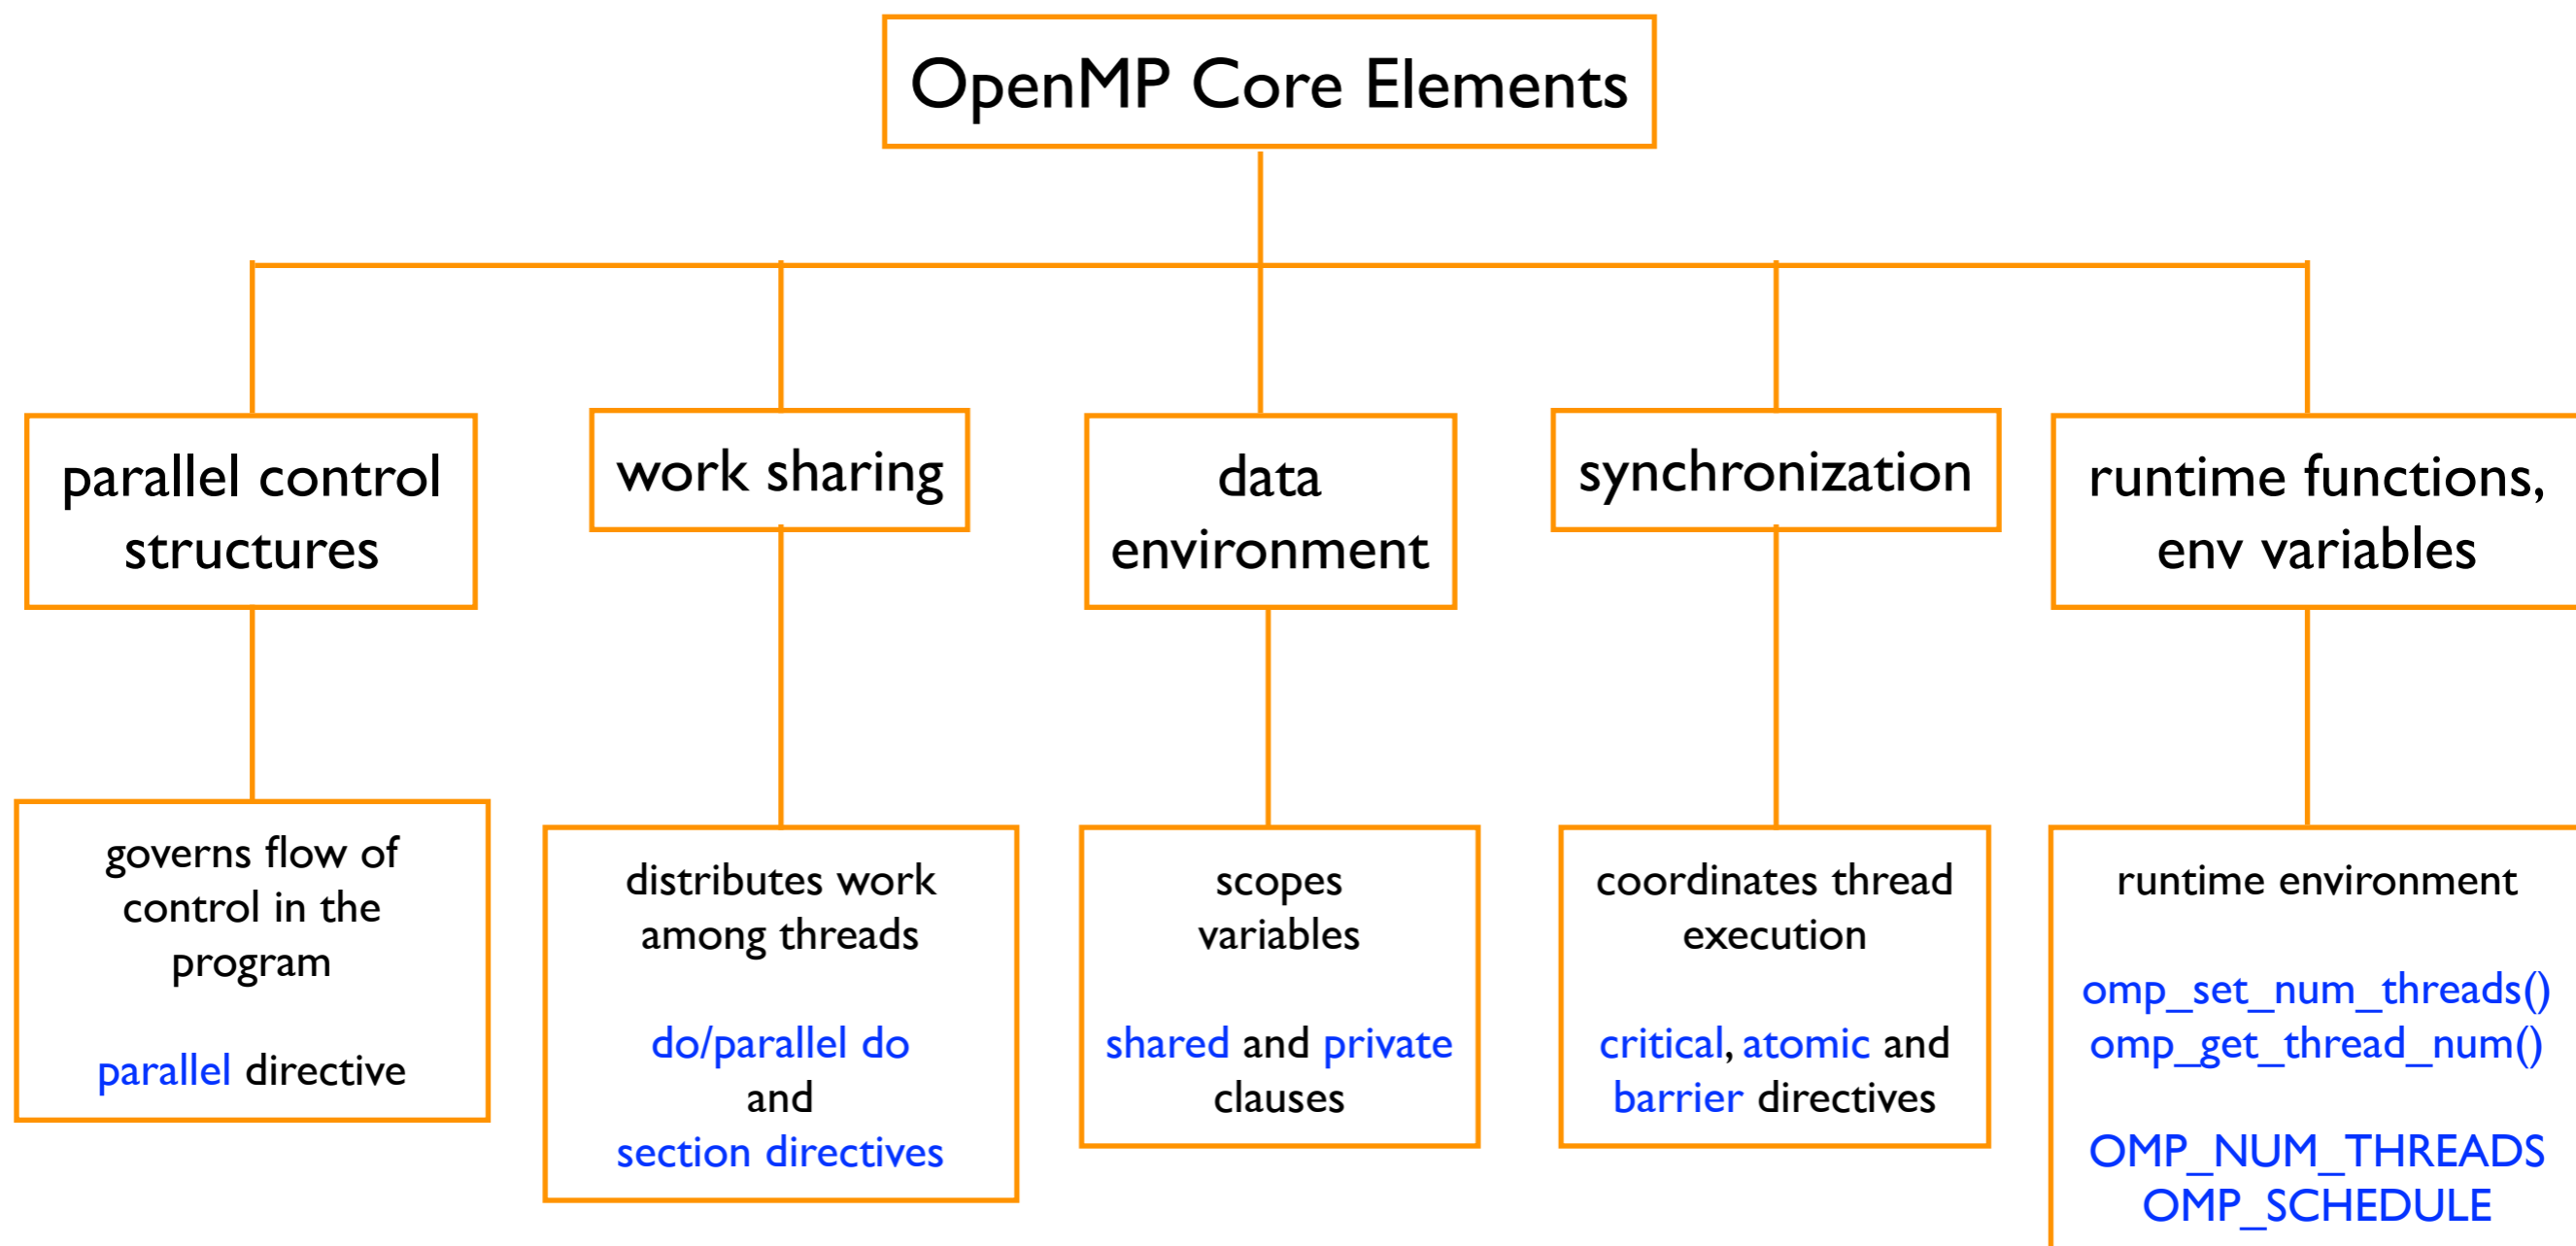 OpenMP Core Elements
parallel control
structures
work sharing
data
environment
synchronization
runtime functions,
env variables
governs flow of
control in the
program
parallel directive
distributes work
among threads
do/parallel do
and
section directives
scopes
variables
shared and private
clauses
coordinates thread
execution
critical, atomic and
barrier directives
runtime environment
omp_set_num_threads()
omp_get_thread_num()
OMP_NUM_THREADS
OMP_SCHEDULE